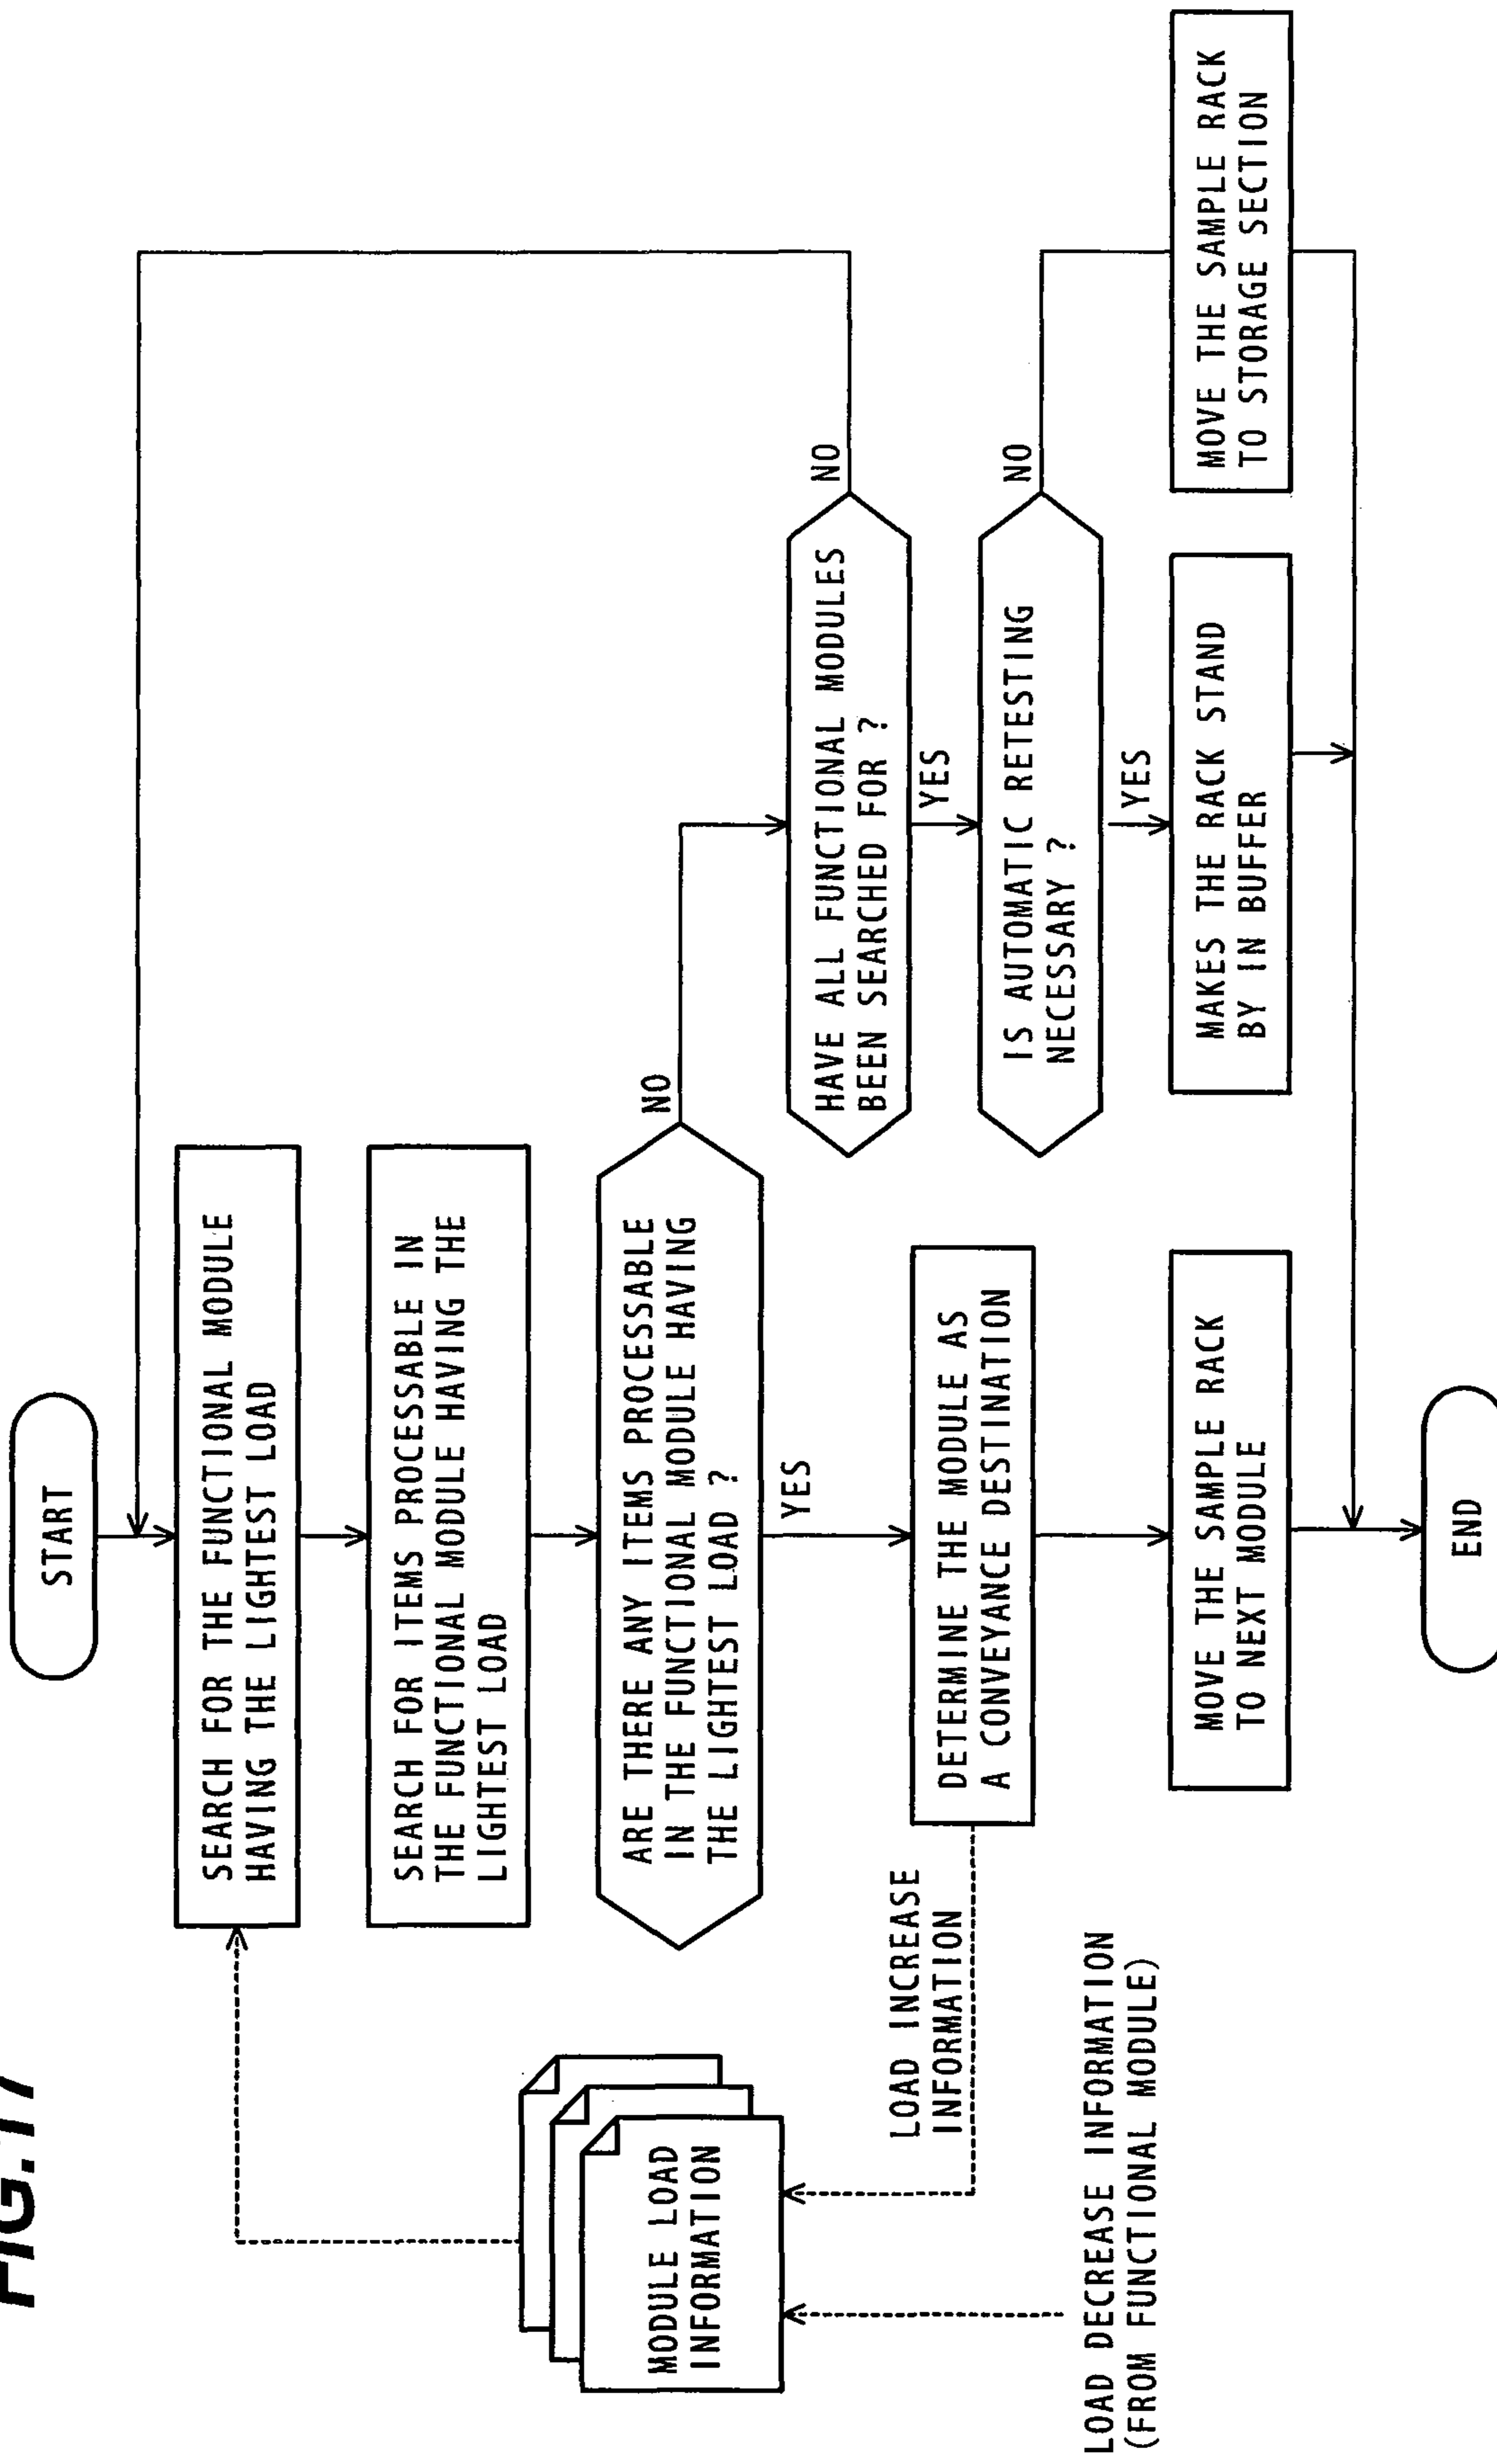 FIG.17
START
SEARCH FOR THE FUNCTIONAL MODULE
HAVING THE LIGHTEST LOAD
SEARCH FOR ITEMS PROCESSABLE IN
THE FUNCTIONAL MODULE HAVING THE
LIGHTEST LOAD
ARE THERE ANY ITEMS PROCESSABLE
IN THE FUNCTIONAL MODULE HAVING
THE LIGHTEST LOAD ?
NO
YES
MODULE LOAD
INFORMATION
HAVE ALL FUNCTIONAL MODULES
BEEN SEARCHED FOR ?
NO
YES
LOAD INCREASE
INFORMATION
DETERMINE THE MODULE AS
A CONVEYANCE DESTINATION
IS AUTOMATIC RETESTING
NECESSARY ?
NO
YES
LOAD DECREASE INFORMATION
(FROM FUNCTIONAL MODULE)
MOVE THE SAMPLE RACK
TO NEXT MODULE
MAKES THE RACK STAND
BY IN BUFFER
MOVE THE SAMPLE RACK
TO STORAGE SECTION
END